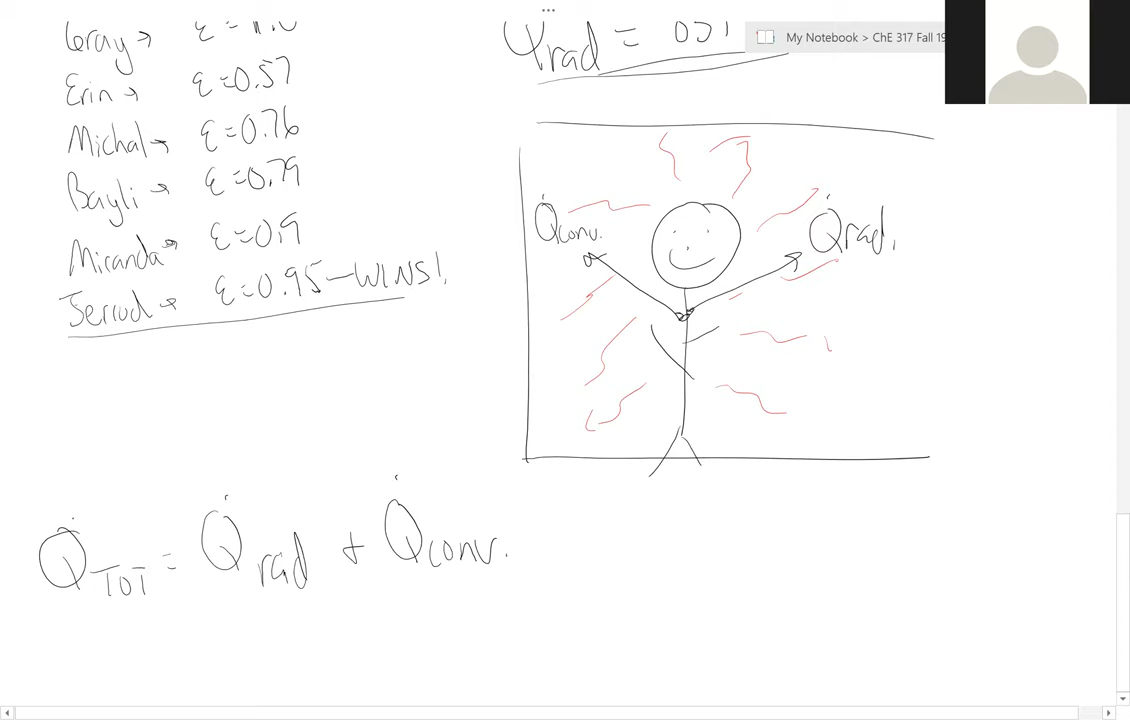 Gray → ε =
Erin → ε=0.57
Michal → ε=0.76
Bayli → ε=0.79
Miranda → ε=0.9
Jerrod → ε=0.95 – WINS!
Q̇rad =
My Notebook > ChE 317 Fall 19
Q̇conv.
Q̇rad.
Q̇TOT = Q̇rad + Q̇conv.